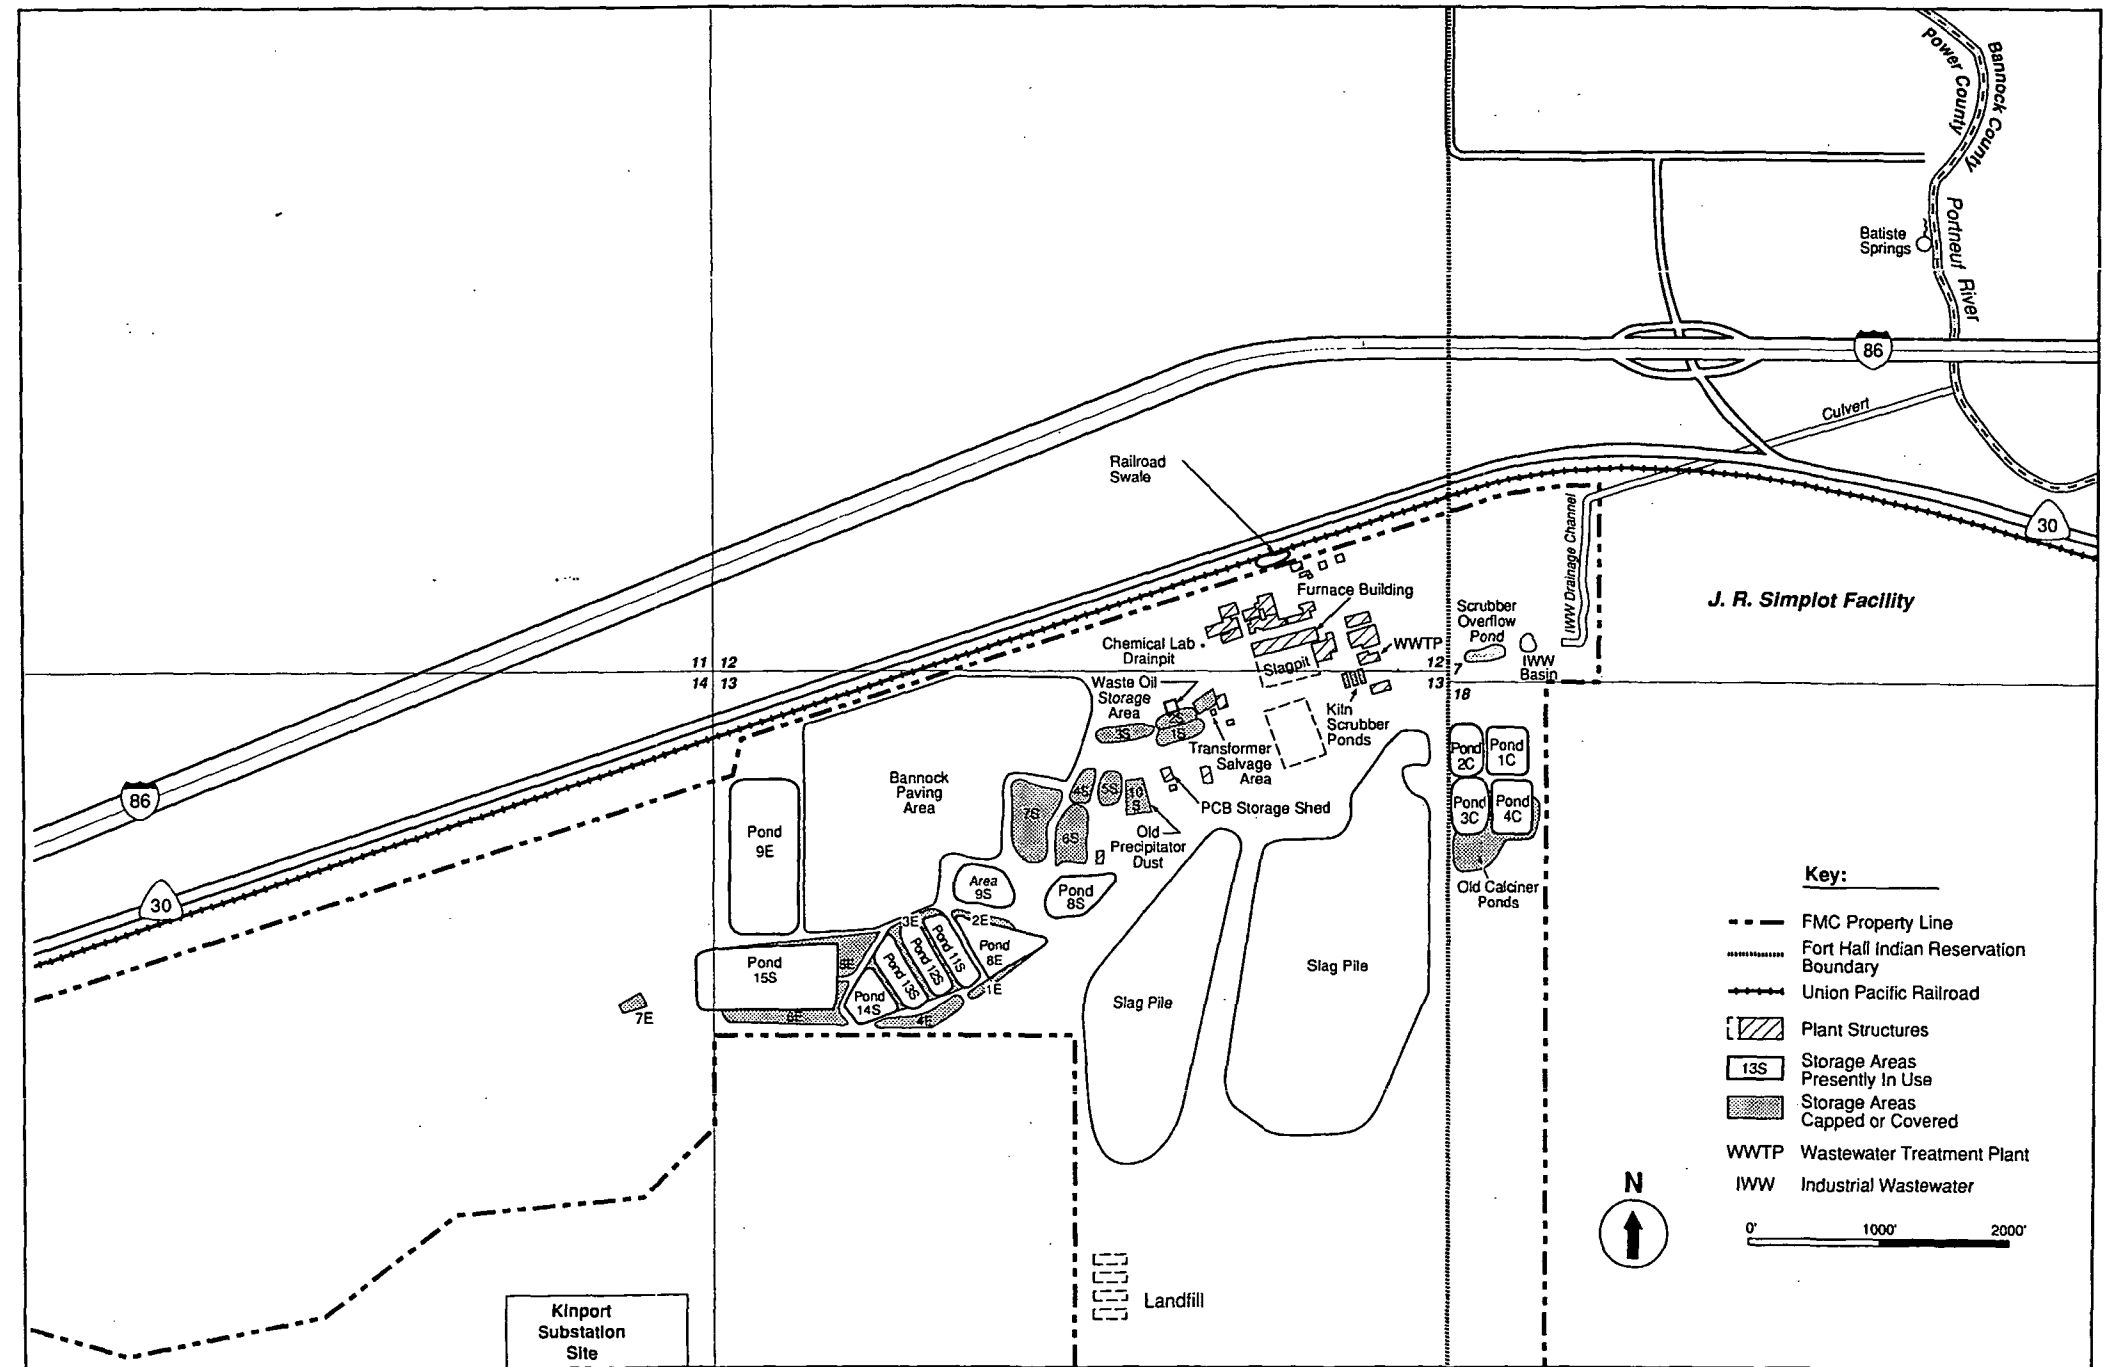 Power County
Bannock County
Batiste
Springs
Portneuf River
86
Culvert
Railroad
Swale
30
IWW Drainage Channel
J. R. Simplot Facility
Furnace Building
Scrubber
Overflow
Pond
Chemical Lab
Drainpit
WWTP
Slagpit
IWW
Basin
11 12
14 13
12 7
13 18
Waste Oil
Storage
Area
Kiln
Scrubber
Ponds
2S
3S
1S
Transformer
Salvage
Area
Pond
2C
Pond
1C
Bannock
Paving
Area
86
4S
5S
10
S
7S
PCB Storage Shed
Pond
3C
Pond
4C
Pond
9E
6S
Old
Precipitator
Dust
Old Calciner
Ponds
Area
9S
Pond
8S
30
3E
2E
Pond 11S
Pond
8E
Pond 12S
Pond 13S
Pond
15S
Pond
14S
1E
4E
7E
Slag Pile
Slag Pile
Key:
FMC Property Line
Fort Hall Indian Reservation
Boundary
Union Pacific Railroad
Plant Structures
13S
Storage Areas
Presently In Use
Storage Areas
Capped or Covered
WWTP Wastewater Treatment Plant
IWW Industrial Wastewater
N
0' 1000' 2000'
Landfill
Kinport
Substation
Site